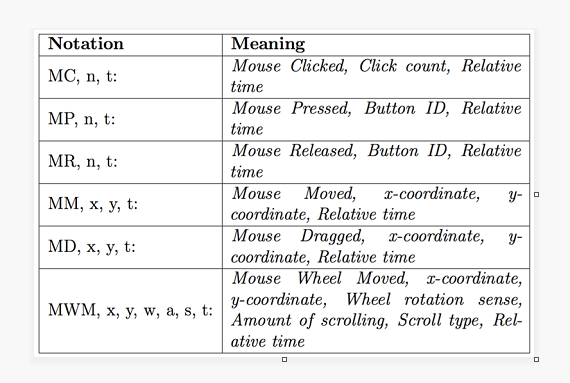 Notation Meaning
MC, n, t: Mouse Clicked, Click count, Relative
time
MP, n, t: Mouse Pressed, Button ID, Relative
time
MR, n, t: Mouse Released, Button ID, Relative
time
MM, x, y, t: Mouse Moved, x-coordinate, y-
coordinate, Relative time
MD, x, y, t: Mouse Dragged, x-coordinate, y-
coordinate, Relative time
MWM, x, y, w, a, s, t: Mouse Wheel Moved, x-coordinate,
y-coordinate, Wheel rotation sense,
Amount of scrolling, Scroll type, Rel-
ative time